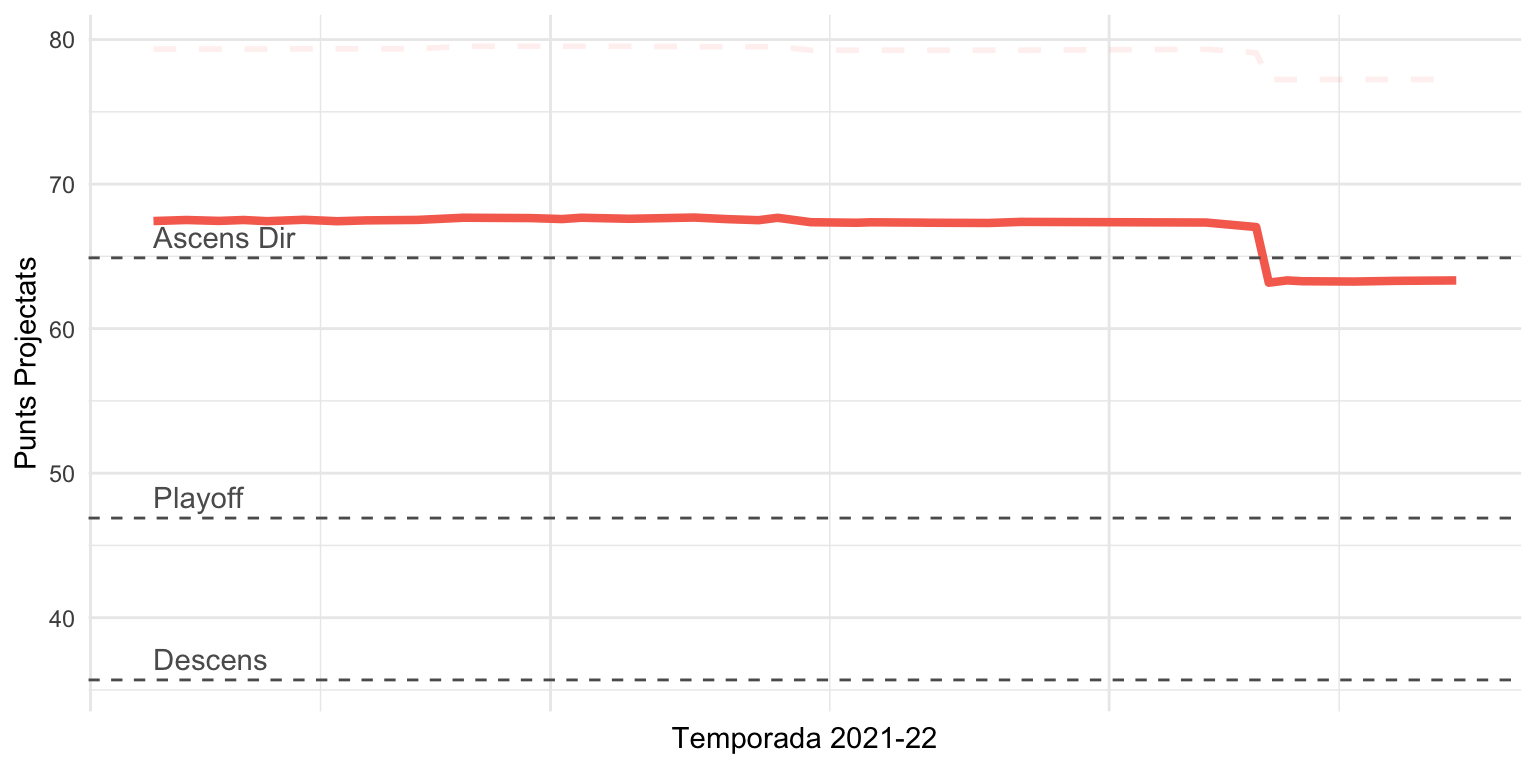 80
70
60
50
40
Punts Projectats
Ascens Dir
Playoff
Descens
Temporada 2021-22